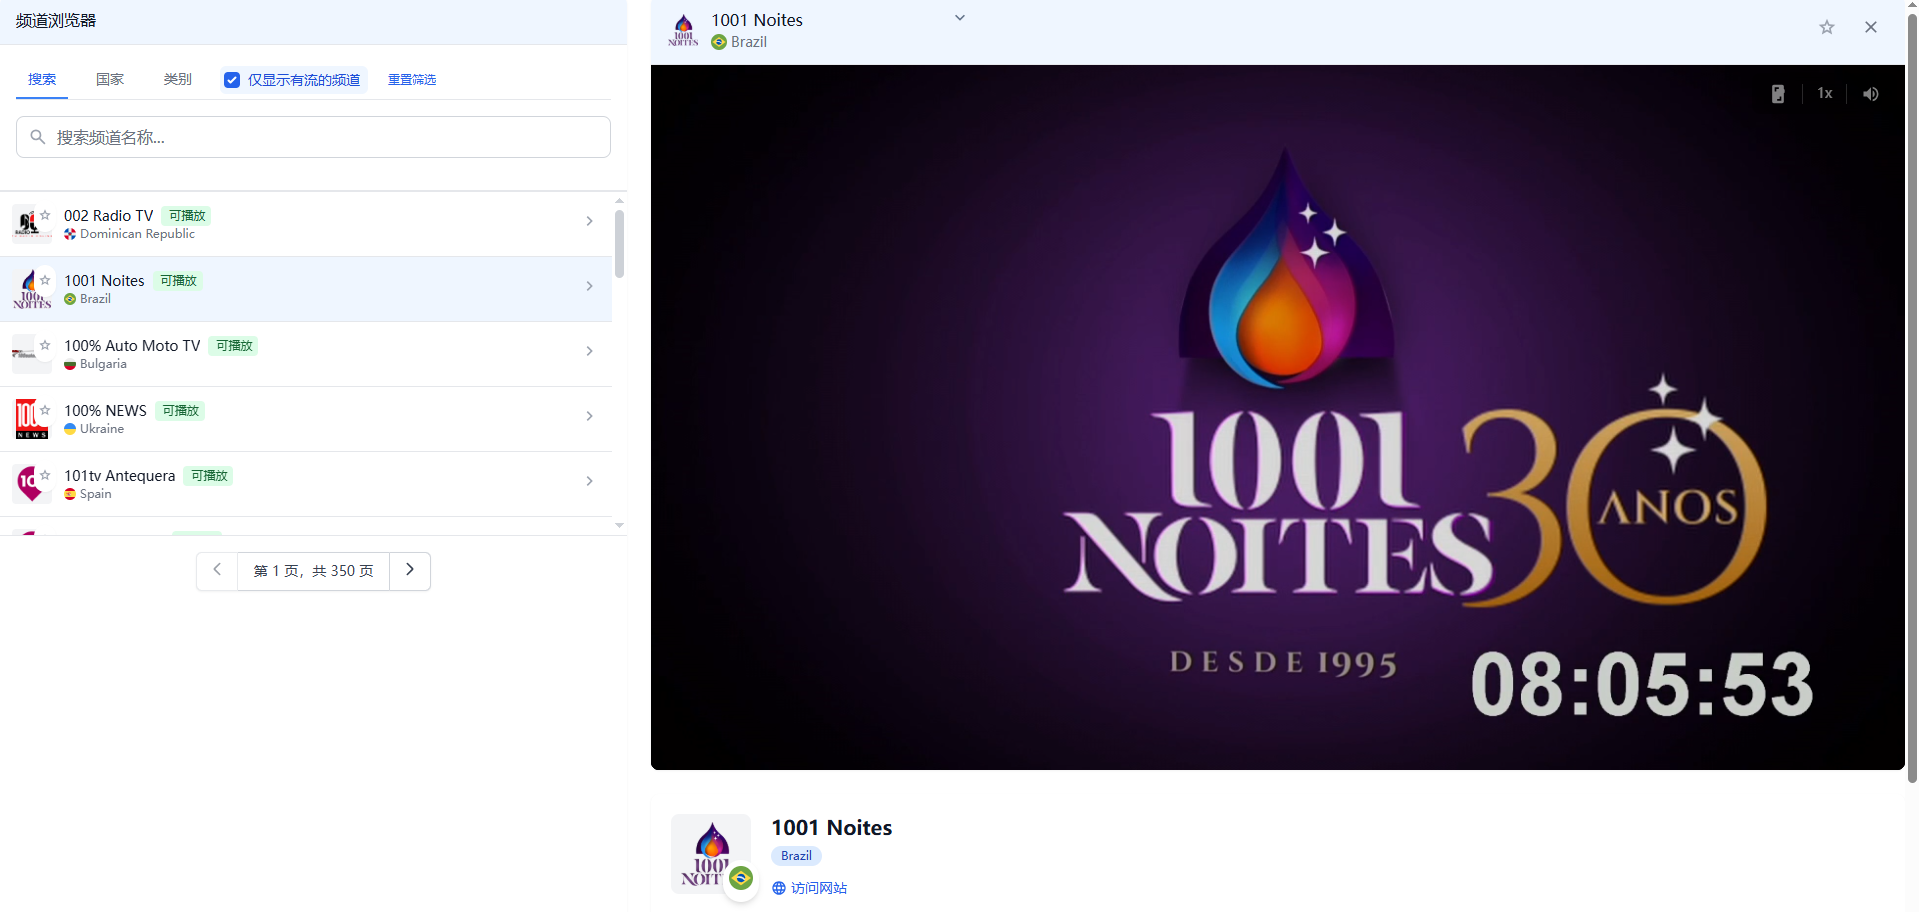 频道浏览器
搜索
国家
类别
仅显示有流的频道
重置筛选
搜索频道名称...
002 Radio TV
可播放
Dominican Republic
1001 Noites
可播放
Brazil
100% Auto Moto TV
可播放
Bulgaria
100% NEWS
可播放
Ukraine
101tv Antequera
可播放
Spain
第 1 页，共 350 页
1001
NOITES
1001 Noites
Brazil
1x
1001
NOITES
30
ANOS
DESDE 1995
08:05:53
1001 Noites
Brazil
访问网站